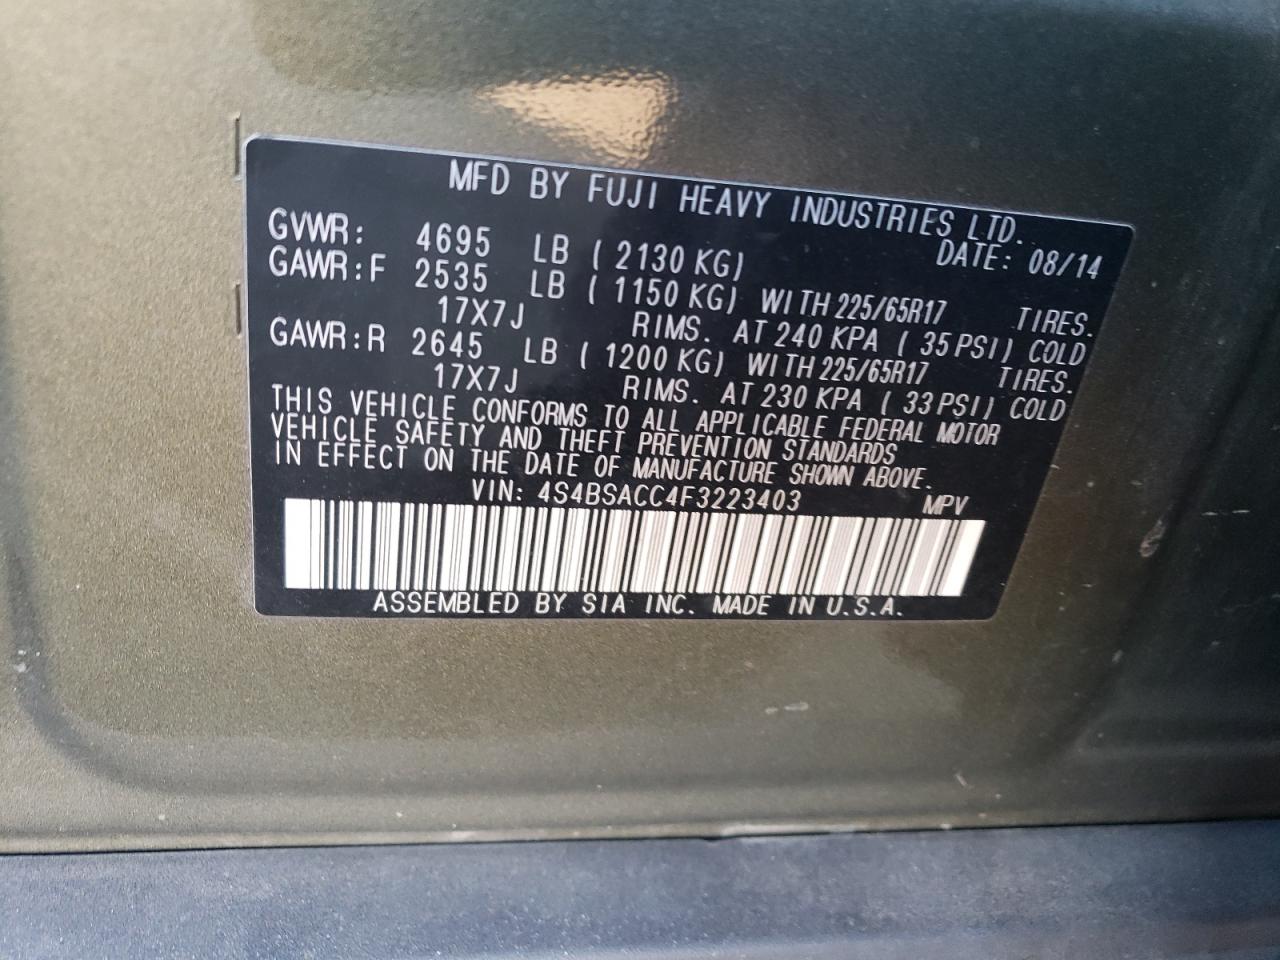 MFD BY FUJI HEAVY INDUSTRIES LTD.
DATE: 08/14
GVWR: 4695 LB ( 2130 KG)
GAWR:F 2535 LB ( 1150 KG) WITH 225/65R17 TIRES.
17X7J RIMS. AT 240 KPA ( 35 PSI) COLD
GAWR:R 2645 LB ( 1200 KG) WITH 225/65R17 TIRES.
17X7J RIMS. AT 230 KPA ( 33 PSI) COLD
THIS VEHICLE CONFORMS TO ALL APPLICABLE FEDERAL MOTOR
VEHICLE SAFETY AND THEFT PREVENTION STANDARDS
IN EFFECT ON THE DATE OF MANUFACTURE SHOWN ABOVE.
VIN: 4S4BSACC4F3223403 MPV
ASSEMBLED BY SIA INC. MADE IN U.S.A.